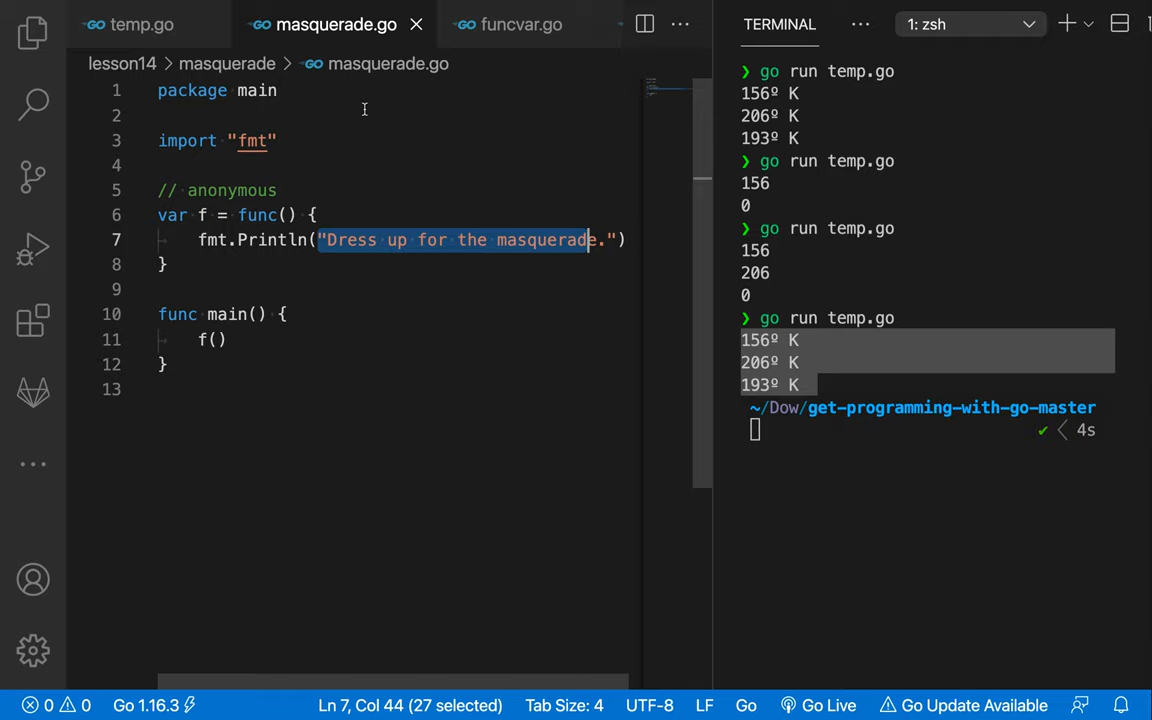 temp.go
masquerade.go
funcvar.go
TERMINAL
1: zsh
lesson14 > masquerade > masquerade.go
1 package main
2
3 import "fmt"
4
5 // anonymous
6 var f = func() {
7 fmt.Println("Dress up for the masquerade.")
8 }
9
10 func main() {
11 f()
12 }
13
❯ go run temp.go
156º K
206º K
193º K
❯ go run temp.go
156
0
❯ go run temp.go
156
206
0
❯ go run temp.go
156º K
206º K
193º K
~/Dow/get-programming-with-go-master
✔ 4s
0 0 Go 1.16.3 Ln 7, Col 44 (27 selected) Tab Size: 4 UTF-8 LF Go Go Live Go Update Available